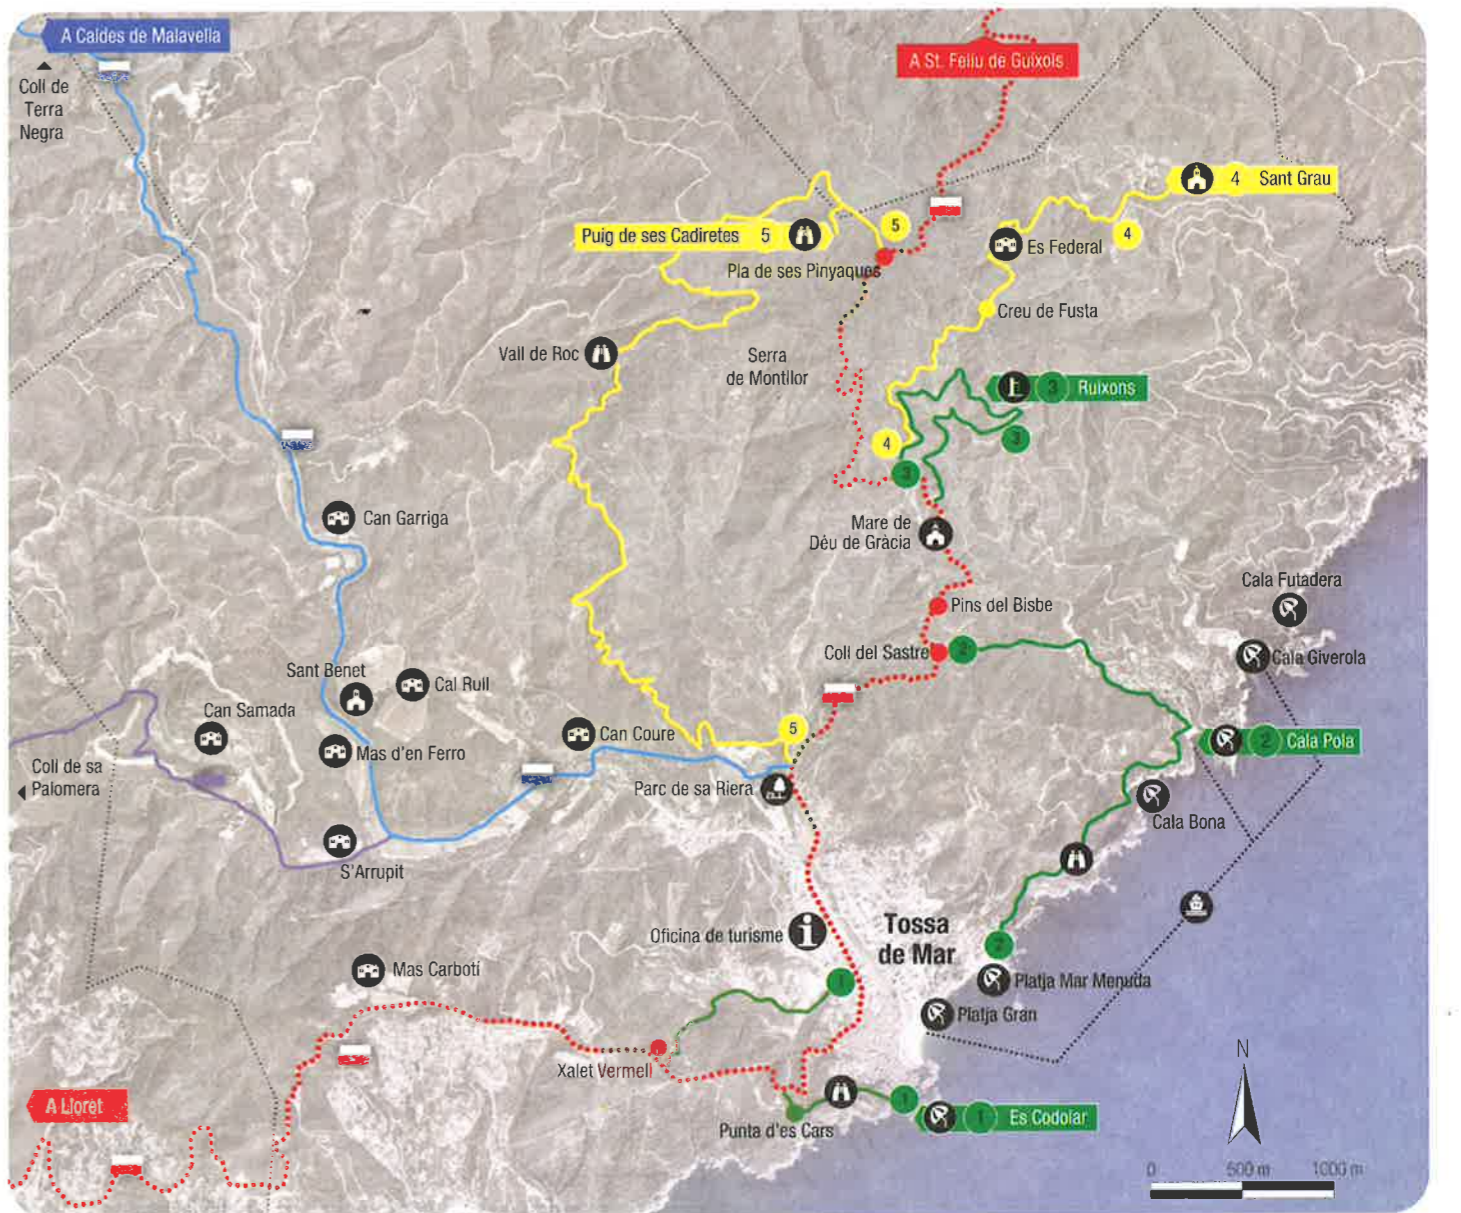 A Caldes de Malavella
Coll de
Terra
Negra
A St. Feliu de Guíxols
4 Sant Grau
Puig de ses Cadiretes 5
5
4
Es Federal
Pla de ses Pinyaques
Creu de Fusta
Vall de Roc
Serra
de Montllor
3 Ruixons
4
3
3
Can Garriga
Mare de
Déu de Gràcia
Cala Futadera
Pins del Bisbe
Coll del Sastre
2
Cala Giverola
Sant Benet
Cal Rull
Can Samada
Can Coure
5
2 Cala Pola
Mas d'en Ferro
Coll de sa
Palomera
Parc de sa Riera
Cala Bona
S'Arrupit
Oficina de turisme
Tossa
de Mar
2
Mas Carbotí
1
Platja Mar Menuda
Platja Gran
Xalet Vermell
N
A Lloret
1
1 Es Codolar
Punta d'es Cars
0 500 m 1000 m